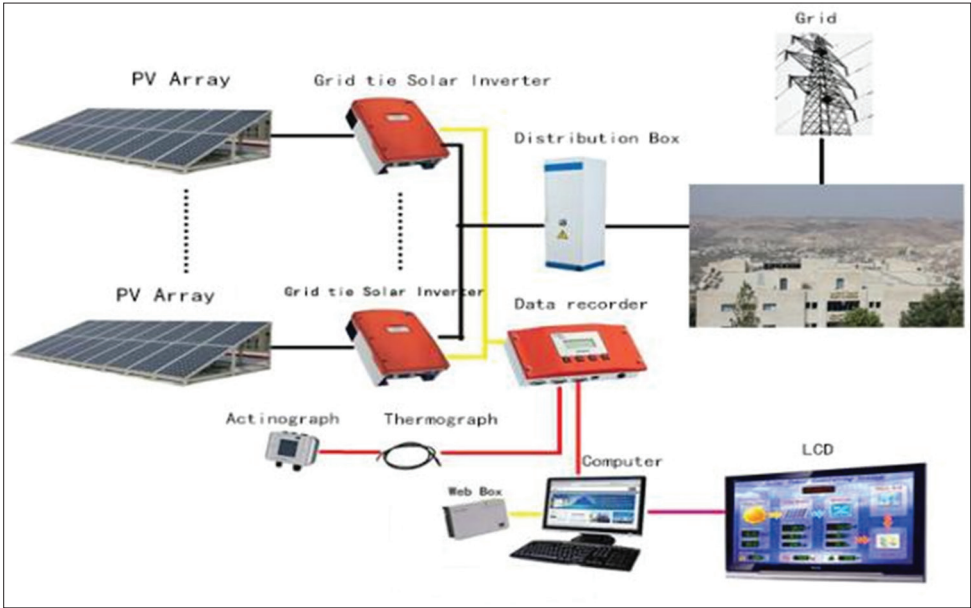 Grid
PV Array
Grid tie Solar Inverter
Distribution Box
PV Array
Grid tie Solar Inverter
Data recorder
Actinograph
Thermograph
Computer
LCD
Web Box